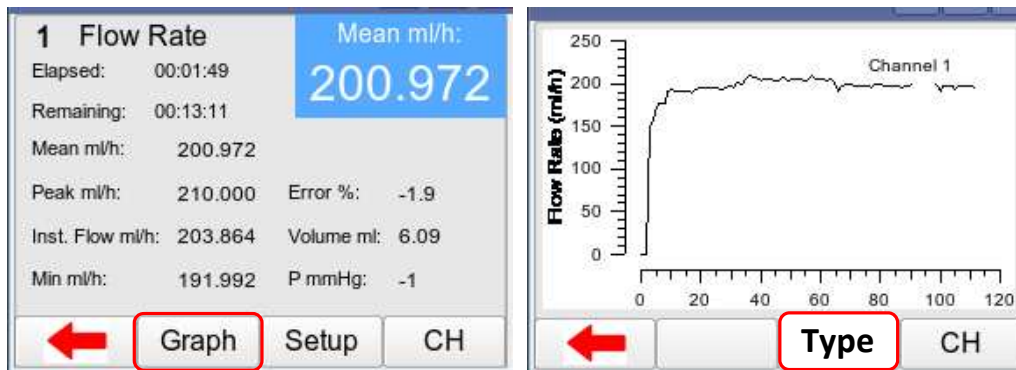 1 Flow Rate
Mean ml/h:
200.972
Elapsed: 00:01:49
Remaining: 00:13:11
Mean ml/h: 200.972
Peak ml/h: 210.000 Error %: -1.9
Inst. Flow ml/h: 203.864 Volume ml: 6.09
Min ml/h: 191.992 P mmHg: -1
Graph Setup CH
Flow Rate (ml/h)
250
200
150
100
50
0
Channel 1
0 20 40 60 80 100 120
Type CH